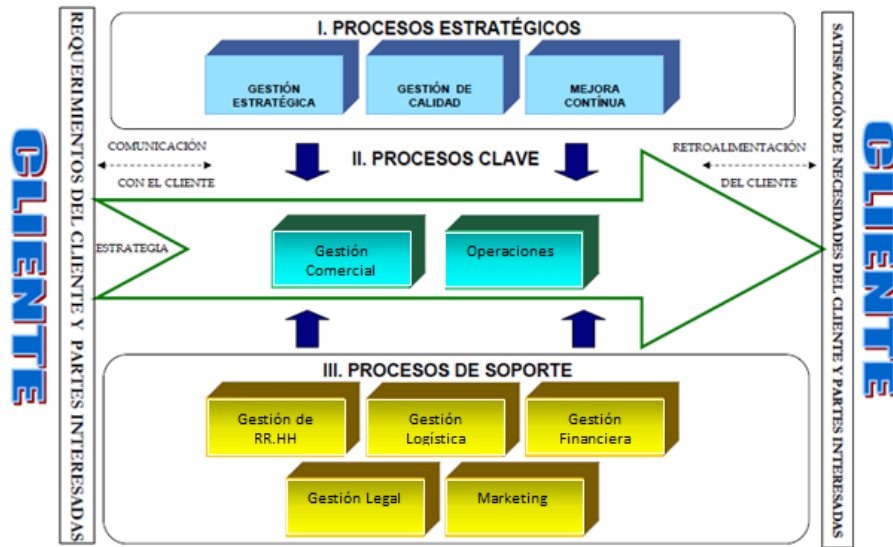 CLIENTE
REQUERIMIENTOS DEL CLIENTE Y PARTES INTERESADAS
I. PROCESOS ESTRATÉGICOS
GESTIÓN
ESTRATÉGICA
GESTIÓN DE
CALIDAD
MEJORA
CONTÍNUA
COMUNICACIÓN
CON EL CLIENTE
II. PROCESOS CLAVE
RETROALIMENTACIÓN
DEL CLIENTE
ESTRATEGIA
Gestión
Comercial
Operaciones
III. PROCESOS DE SOPORTE
Gestión de
RR.HH
Gestión
Logística
Gestión
Financiera
Gestión Legal
Marketing
SATISFACCIÓN DE NECESIDADES DEL CLIENTE Y PARTES INTERESADAS
CLIENTE